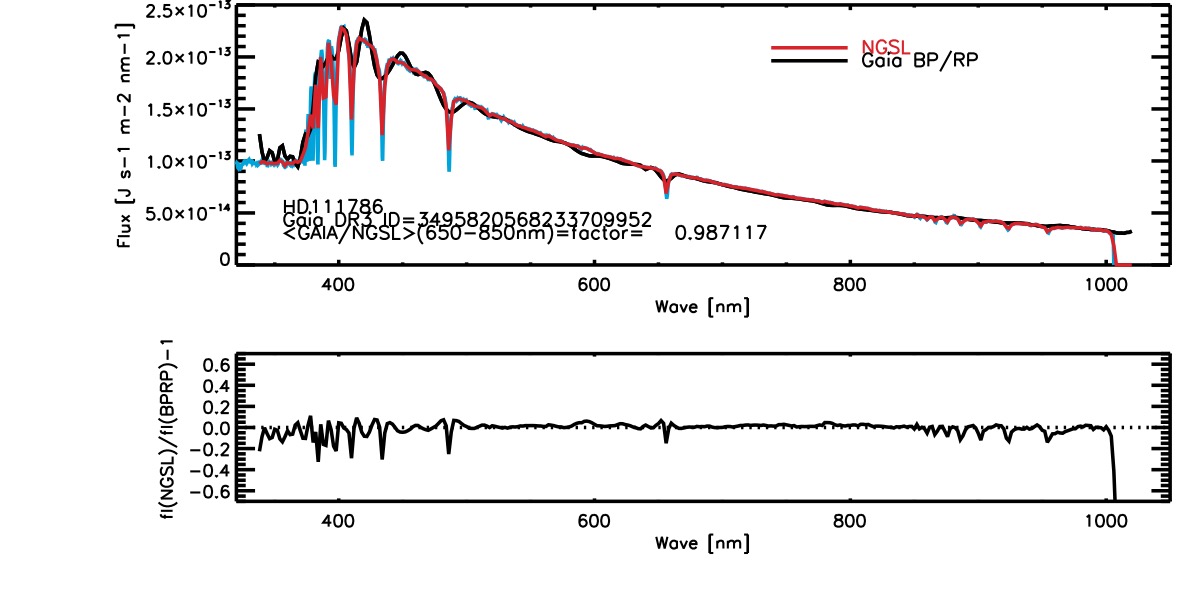 2.5×10−13
2.0×10−13
1.5×10−13
1.0×10−13
5.0×10−14
0
Flux [J s−1 m−2 nm−1]
NGSL
Gaia BP/RP
HD111786
Gaia DR3 ID=3495820568233709952
<GAIA/NGSL>(650−850nm)=factor= 0.987117
400 600 800 1000
Wave [nm]
fl(NGSL)/fl(BPRP)−1
0.6
0.4
0.2
0.0
−0.2
−0.4
−0.6
400 600 800 1000
Wave [nm]